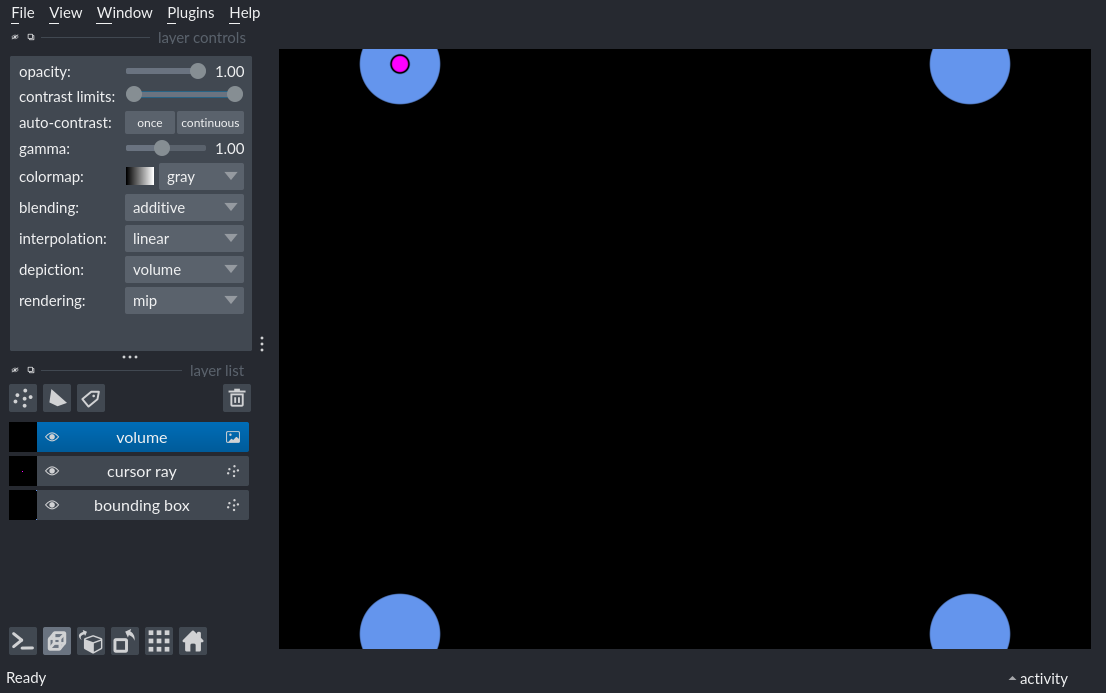 File View Window Plugins Help
layer controls
opacity: 1.00
contrast limits:
auto-contrast: once continuous
gamma: 1.00
colormap: gray
blending: additive
interpolation: linear
depiction: volume
rendering: mip
layer list
volume
cursor ray
bounding box
Ready
activity